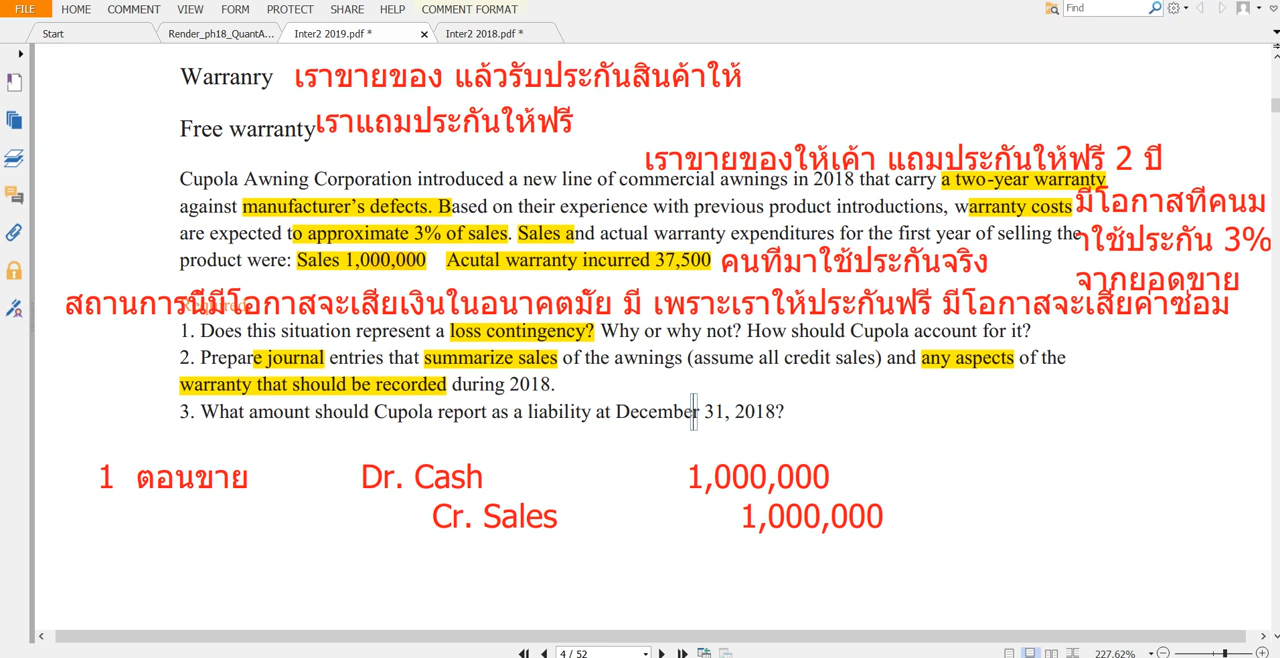 FILE HOME COMMENT VIEW FORM PROTECT SHARE HELP COMMENT FORMAT Find
Start Render_ph18_QuantA... Inter2 2019.pdf * Inter2 2018.pdf *
Warranry เราขายของ แล้วรับประกันสินค้าให้
Free warranty เราแถมประกันให้ฟรี
เราขายของให้เค้า แถมประกันให้ฟรี 2 ปี
Cupola Awning Corporation introduced a new line of commercial awnings in 2018 that carry a two-year warranty
against manufacturer's defects. Based on their experience with previous product introductions, warranty costs
มีโอกาสที่คนม
are expected to approximate 3% of sales. Sales and actual warranty expenditures for the first year of selling the
าใช้ประกัน 3%
product were: Sales 1,000,000 Acutal warranty incurred 37,500 คนที่มาใช้ประกันจริง
จากยอดขาย
สถานการณ์นี้มีโอกาสจะเสียเงินในอนาคตมั้ย มี เพราะเราให้ประกันฟรี มีโอกาสจะเสียค่าซ่อม
1. Does this situation represent a loss contingency? Why or why not? How should Cupola account for it?
2. Prepare journal entries that summarize sales of the awnings (assume all credit sales) and any aspects of the
warranty that should be recorded during 2018.
3. What amount should Cupola report as a liability at December 31, 2018?
1 ตอนขาย Dr. Cash 1,000,000
Cr. Sales 1,000,000
4 / 52 227.62%